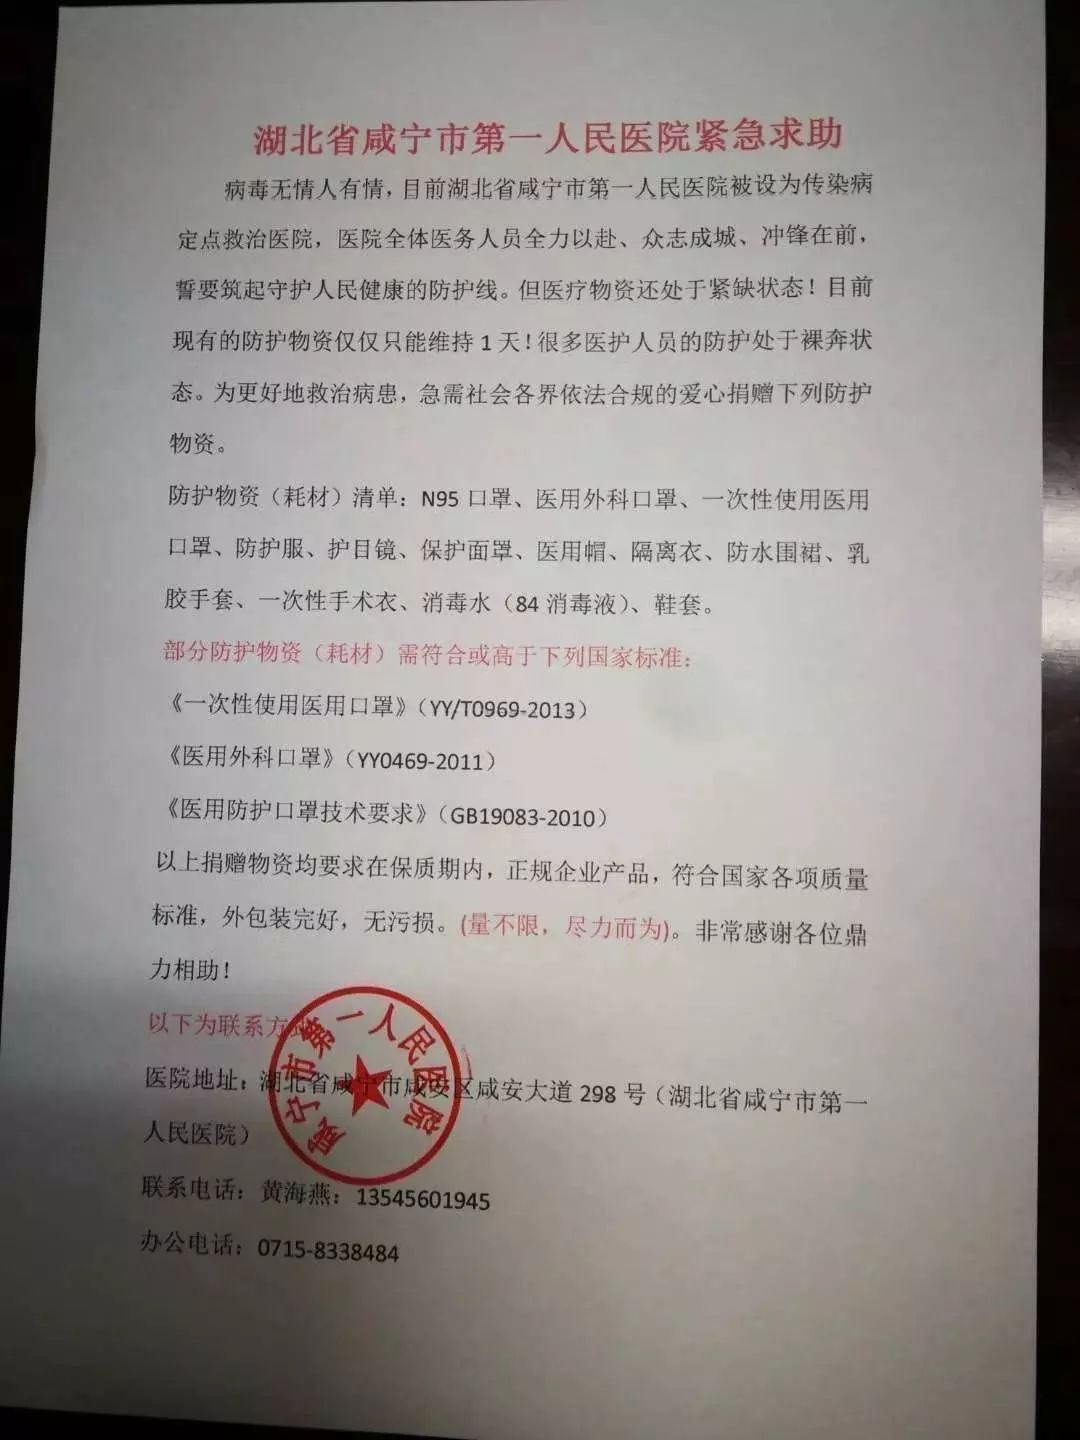 湖北省咸宁市第一人民医院紧急求助
病毒无情人有情，目前湖北省咸宁市第一人民医院被设为传染病
定点救治医院，医院全体医务人员全力以赴、众志成城、冲锋在前，
誓要筑起守护人民健康的防护线。但医疗物资还处于紧缺状态！目前
现有的防护物资仅仅只能维持1天！很多医护人员的防护处于裸奔状
态。为更好地救治病患，急需社会各界依法合规的爱心捐赠下列防护
物资。
防护物资（耗材）清单：N95口罩、医用外科口罩、一次性使用医用
口罩、防护服、护目镜、保护面罩、医用帽、隔离衣、防水围裙、乳
胶手套、一次性手术衣、消毒水（84消毒液）、鞋套。
部分防护物资（耗材）需符合或高于下列国家标准：
《一次性使用医用口罩》（YY/T0969-2013）
《医用外科口罩》（YY0469-2011）
《医用防护口罩技术要求》（GB19083-2010）
以上捐赠物资均要求在保质期内，正规企业产品，符合国家各项质量
标准，外包装完好，无污损。(量不限，尽力而为)。非常感谢各位鼎
力相助！
以下为联系方式
医院地址：湖北省咸宁市咸安区咸安大道298号（湖北省咸宁市第一
人民医院）
联系电话：黄海燕：13545601945
办公电话：0715-8338484
咸宁市第一人民医院